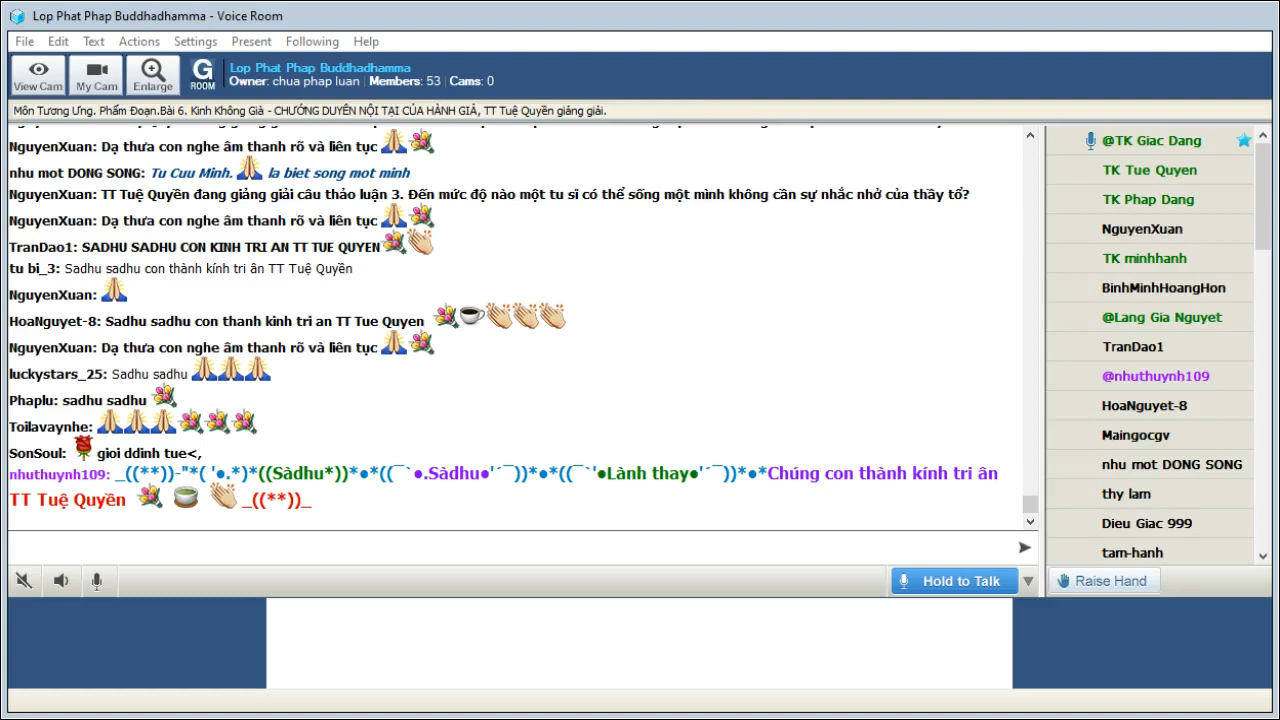 Lop Phat Phap Buddhadhamma - Voice Room
File Edit Text Actions Settings Present Following Help
View Cam My Cam Enlarge G ROOM
Lop Phat Phap Buddhadhamma
Owner: chua phap luan Members: 53 Cams: 0
Môn Tương Ưng. Phẩm Đoạn.Bài 6. Kinh Không Già - CHƯỚNG DUYÊN NỘI TẠI CỦA HÀNH GIẢ, TT Tuệ Quyền giảng giải.
NguyenXuan: Dạ thưa con nghe âm thanh rõ và liên tục
nhu mot DONG SONG: Tu Cuu Minh. la biet song mot minh
NguyenXuan: TT Tuệ Quyền đang giảng giải câu thảo luận 3. Đến mức độ nào một tu sĩ có thể sống một mình không cần sự nhắc nhở của thầy tổ?
NguyenXuan: Dạ thưa con nghe âm thanh rõ và liên tục
TranDao1: SADHU SADHU CON KINH TRI AN TT TUE QUYEN
tu bi_3: Sadhu sadhu con thành kính tri ân TT Tuệ Quyền
NguyenXuan:
HoaNguyet-8: Sadhu sadhu con thanh kinh tri an TT Tue Quyen
NguyenXuan: Dạ thưa con nghe âm thanh rõ và liên tục
luckystars_25: Sadhu sadhu
Phaplu: sadhu sadhu
Toilavaynhe:
SonSoul: gioi ddinh tue<,
nhuthuynh109: _((**))-"*( '●.*)*((Sàdhu*))*●*((¯`●.Sàdhu●'´¯))*●*((¯`'●Lành thay●'´¯))*●*Chúng con thành kính tri ân
TT Tuệ Quyền _((**))_
@TK Giac Dang
TK Tue Quyen
TK Phap Dang
NguyenXuan
TK minhhanh
BinhMinhHoangHon
@Lang Gia Nguyet
TranDao1
@nhuthuynh109
HoaNguyet-8
Maingocgv
nhu mot DONG SONG
thy lam
Dieu Giac 999
tam-hanh
Hold to Talk
Raise Hand